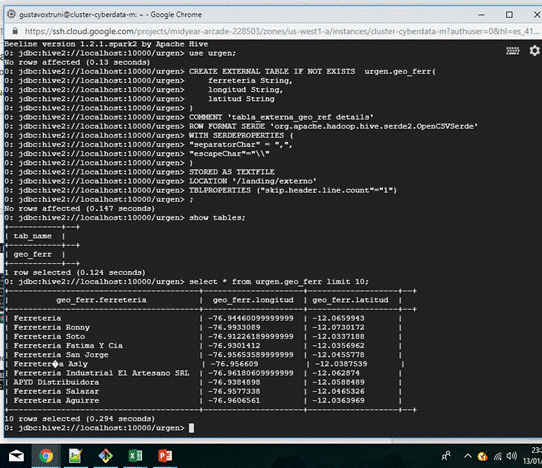 gustavoxtruni@cluster-cyberdata-m: ~ - Google Chrome
https://ssh.cloud.google.com/projects/midyear-arcade-228503/zones/us-west1-a/instances/cluster-cyberdata-m?authuser=0&hl=es_41...
Beeline version 1.2.1.spark2 by Apache Hive
0: jdbc:hive2://localhost:10000/urgen> use urgen;
No rows affected (0.13 seconds)
0: jdbc:hive2://localhost:10000/urgen> CREATE EXTERNAL TABLE IF NOT EXISTS  urgen.geo_ferr(
0: jdbc:hive2://localhost:10000/urgen>     ferreteria String,
0: jdbc:hive2://localhost:10000/urgen>     longitud String,
0: jdbc:hive2://localhost:10000/urgen>     latitud String
0: jdbc:hive2://localhost:10000/urgen> )
0: jdbc:hive2://localhost:10000/urgen> COMMENT 'tabla_externa_geo_ref details'
0: jdbc:hive2://localhost:10000/urgen> ROW FORMAT SERDE 'org.apache.hadoop.hive.serde2.OpenCSVSerde'
0: jdbc:hive2://localhost:10000/urgen> WITH SERDEPROPERTIES (
0: jdbc:hive2://localhost:10000/urgen> "separatorChar" = ",",
0: jdbc:hive2://localhost:10000/urgen> "escapeChar"="\\"
0: jdbc:hive2://localhost:10000/urgen> )
0: jdbc:hive2://localhost:10000/urgen> STORED AS TEXTFILE
0: jdbc:hive2://localhost:10000/urgen> LOCATION '/landing/externo'
0: jdbc:hive2://localhost:10000/urgen> TBLPROPERTIES ("skip.header.line.count"="1")
0: jdbc:hive2://localhost:10000/urgen> ;
No rows affected (0.147 seconds)
0: jdbc:hive2://localhost:10000/urgen> show tables;
| tab_name |
| geo_ferr |
1 row selected (0.124 seconds)
0: jdbc:hive2://localhost:10000/urgen> select * from urgen.geo_ferr limit 10;
| geo_ferr.ferreteria | geo_ferr.longitud | geo_ferr.latitud |
| Ferreteria | -76.94460099999999 | -12.0659943 |
| Ferreteria Ronny | -76.9933089 | -12.0730172 |
| Ferreteria Soto | -76.91226189999999 | -12.0337188 |
| Ferreteria Fatima Y Cia | -76.9301412 | -12.0356962 |
| Ferreteria San Jorge | -76.95653589999999 | -12.0455778 |
| Ferreter�a Asly | -76.956609 | -12.0387539 |
| Ferreteria Industrial El Artesano SRL | -76.96180609999999 | -12.062874 |
| APYD Distribuidora | -76.9384898 | -12.0588489 |
| Ferreteria Salazar | -76.9577338 | -12.0465326 |
| Ferreteria Aguirre | -76.9606561 | -12.0363969 |
10 rows selected (0.294 seconds)
0: jdbc:hive2://localhost:10000/urgen>
23:2
13/01/